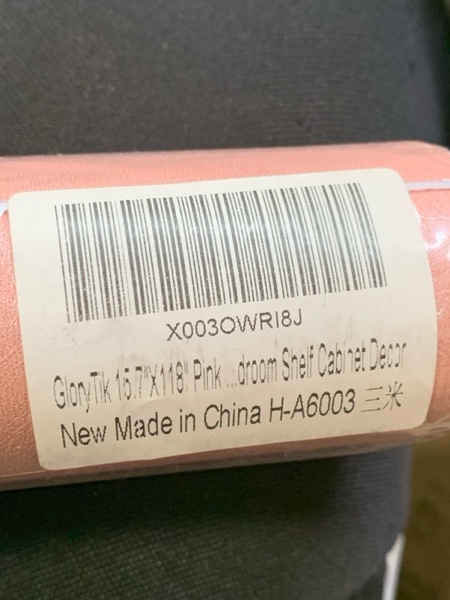 X003OWRI8J
GloryTik 15.7"X118" Pink ...droom Shelf Cabinet Decor
New Made in China H-A6003 三米